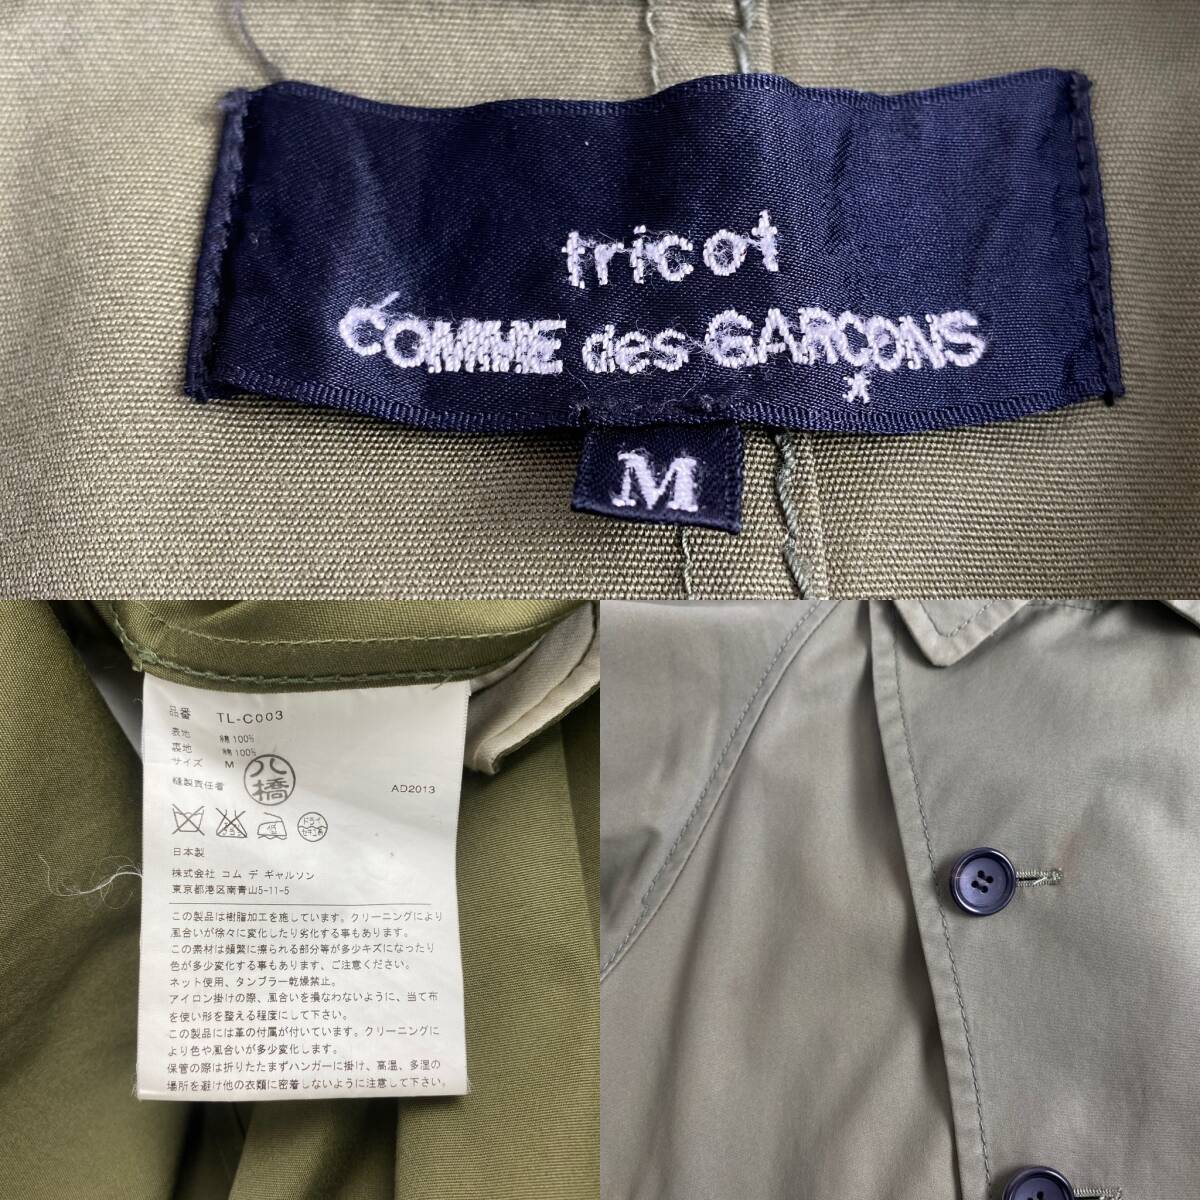 tricot
COMME des GARÇONS
M
品番 TL-C003
表地 綿100%
裏地 綿100%
サイズ M
縫製責任者 八橋 AD2013
ドライ
セキユ系
日本製
株式会社 コム デ ギャルソン
東京都港区南青山5-11-5
この製品は樹脂加工を施しています。クリーニングにより
風合いが徐々に変化したり劣化する事もあります。
この素材は頻繁に擦られる部分等が多少キズになったり
色が多少変化する事もあります、ご注意ください。
ネット使用、タンブラー乾燥禁止。
アイロン掛けの際、風合いを損なわないように、当て布
を使い形を整える程度にして下さい。
この製品には革の付属が付いています。クリーニングに
より色や風合いが多少変化します。
保管の際は折りたたまずハンガーに掛け、高温、多湿の
場所を避け他の衣類に密着しないように注意して下さい。